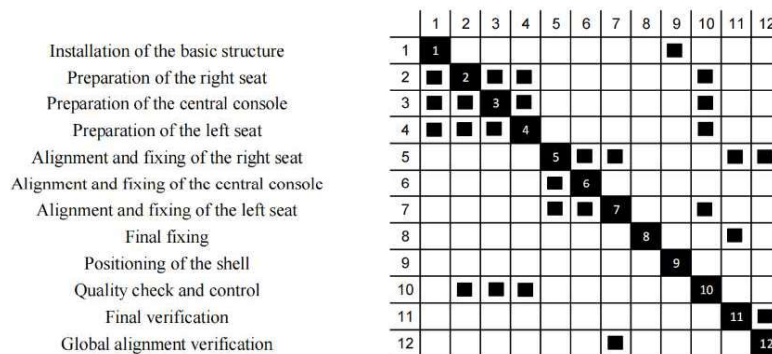 1 2 3 4 5 6 7 8 9 10 11 12
Installation of the basic structure 1 1
Preparation of the right seat 2 2
Preparation of the central console 3 3
Preparation of the left seat 4 4
Alignment and fixing of the right seat 5 5
Alignment and fixing of the central console 6 6
Alignment and fixing of the left seat 7 7
Final fixing 8 8
Positioning of the shell 9 9
Quality check and control 10 10
Final verification 11 11
Global alignment verification 12 12